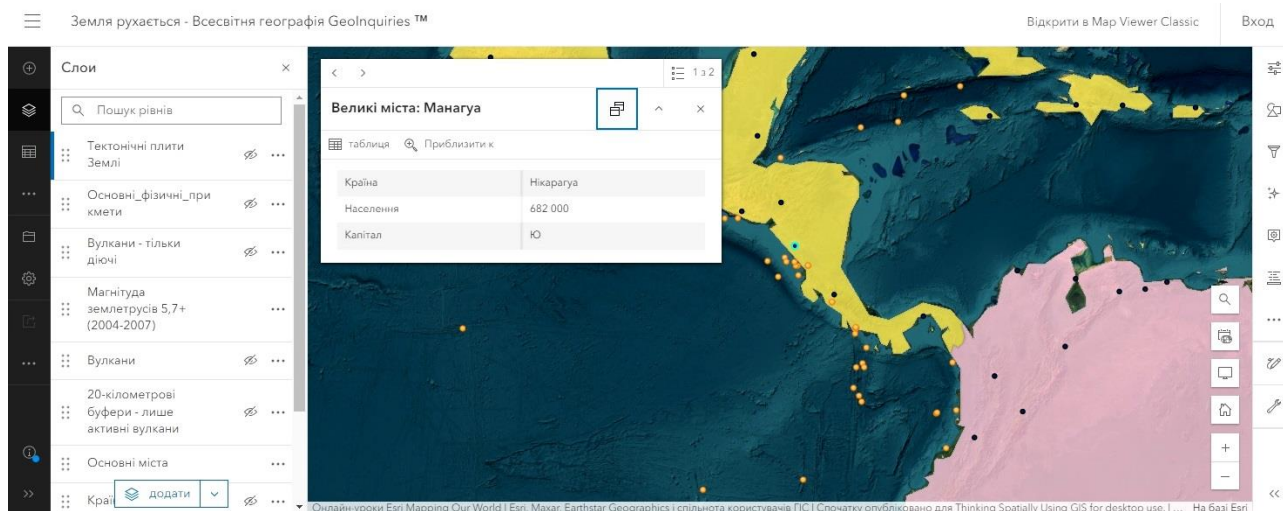 Земля рухається - Всесвітня географія GeoInquiries ™
Відкрити в Map Viewer Classic
Вход
Слои
Пошук рівнів
Тектонічні плити
Землі
Основні_фізичні_при
кмети
Вулкани - тільки
діючі
Магнітуда
землетрусів 5,7+
(2004-2007)
Вулкани
20-кілометрові
буфери - лише
активні вулкани
Основні міста
Краї
додати
1 з 2
Великі міста: Манагуа
таблиця Приблизити к
Країна Нікарагуа
Населення 682 000
Капітал Ю
Онлайн-уроки Esri Mapping Our World | Esri, Maxar, Earthstar Geographics і спільнота користувачів ГІС | Спочатку опубліковано для Thinking Spatially Using GIS for desktop use. | ... На базі Esri